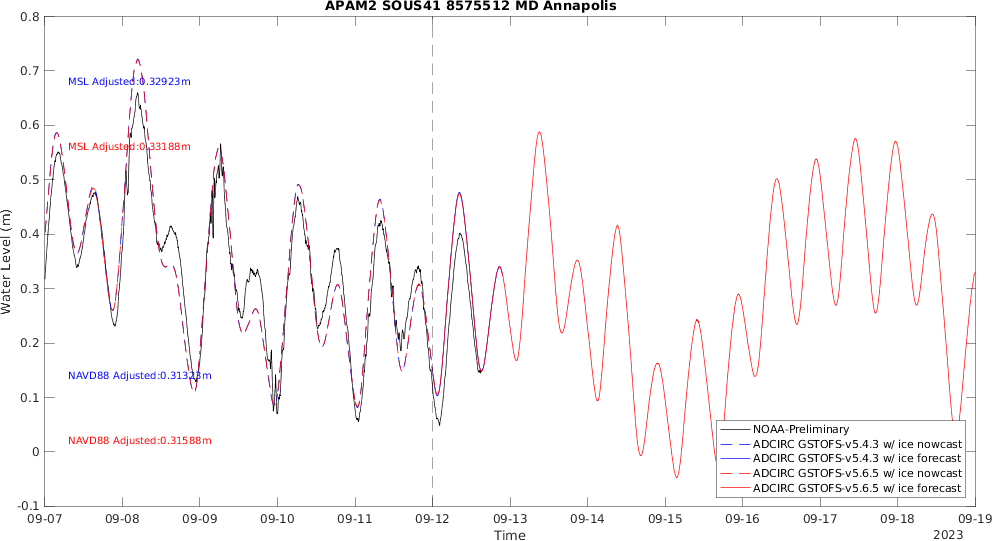 APAM2 SOUS41 8575512 MD Annapolis
0.8
0.7
0.6
0.5
0.4
0.3
0.2
0.1
0
-0.1
Water Level (m)
MSL Adjusted:0.32923m
MSL Adjusted:0.33188m
NAVD88 Adjusted:0.31323m
NAVD88 Adjusted:0.31588m
NOAA-Preliminary
ADCIRC GSTOFS-v5.4.3 w/ ice nowcast
ADCIRC GSTOFS-v5.4.3 w/ ice forecast
ADCIRC GSTOFS-v5.6.5 w/ ice nowcast
ADCIRC GSTOFS-v5.6.5 w/ ice forecast
09-07 09-08 09-09 09-10 09-11 09-12 09-13 09-14 09-15 09-16 09-17 09-18 09-19
Time
2023